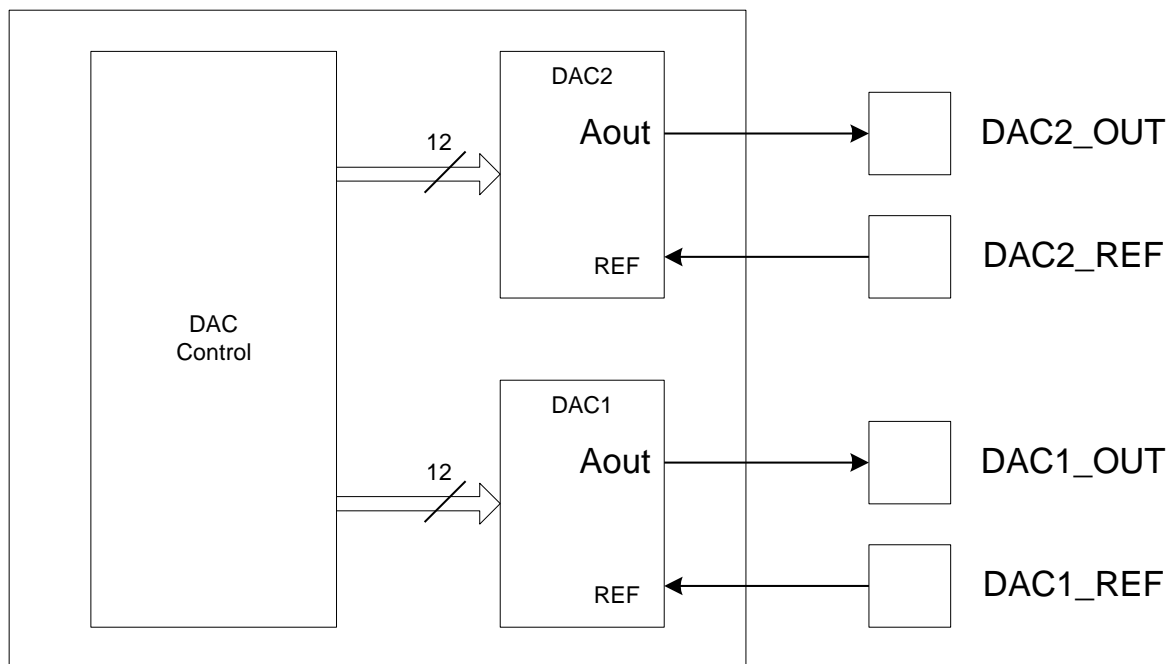 DAC2
Aout
12
REF
DAC2_OUT
DAC2_REF
DAC
Control
DAC1
Aout
12
REF
DAC1_OUT
DAC1_REF